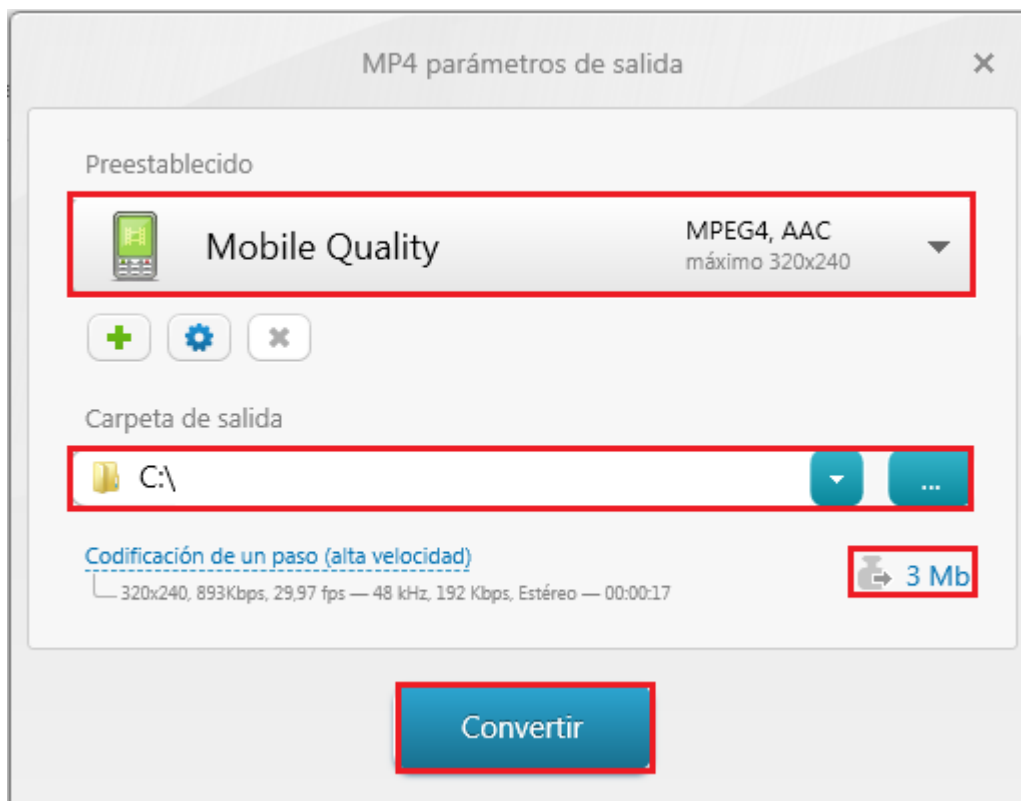 MP4 parámetros de salida
Preestablecido
Mobile Quality
MPEG4, AAC
máximo 320x240
Carpeta de salida
C:\
...
Codificación de un paso (alta velocidad)
320x240, 893Kbps, 29,97 fps — 48 kHz, 192 Kbps, Estéreo — 00:00:17
3 Mb
Convertir